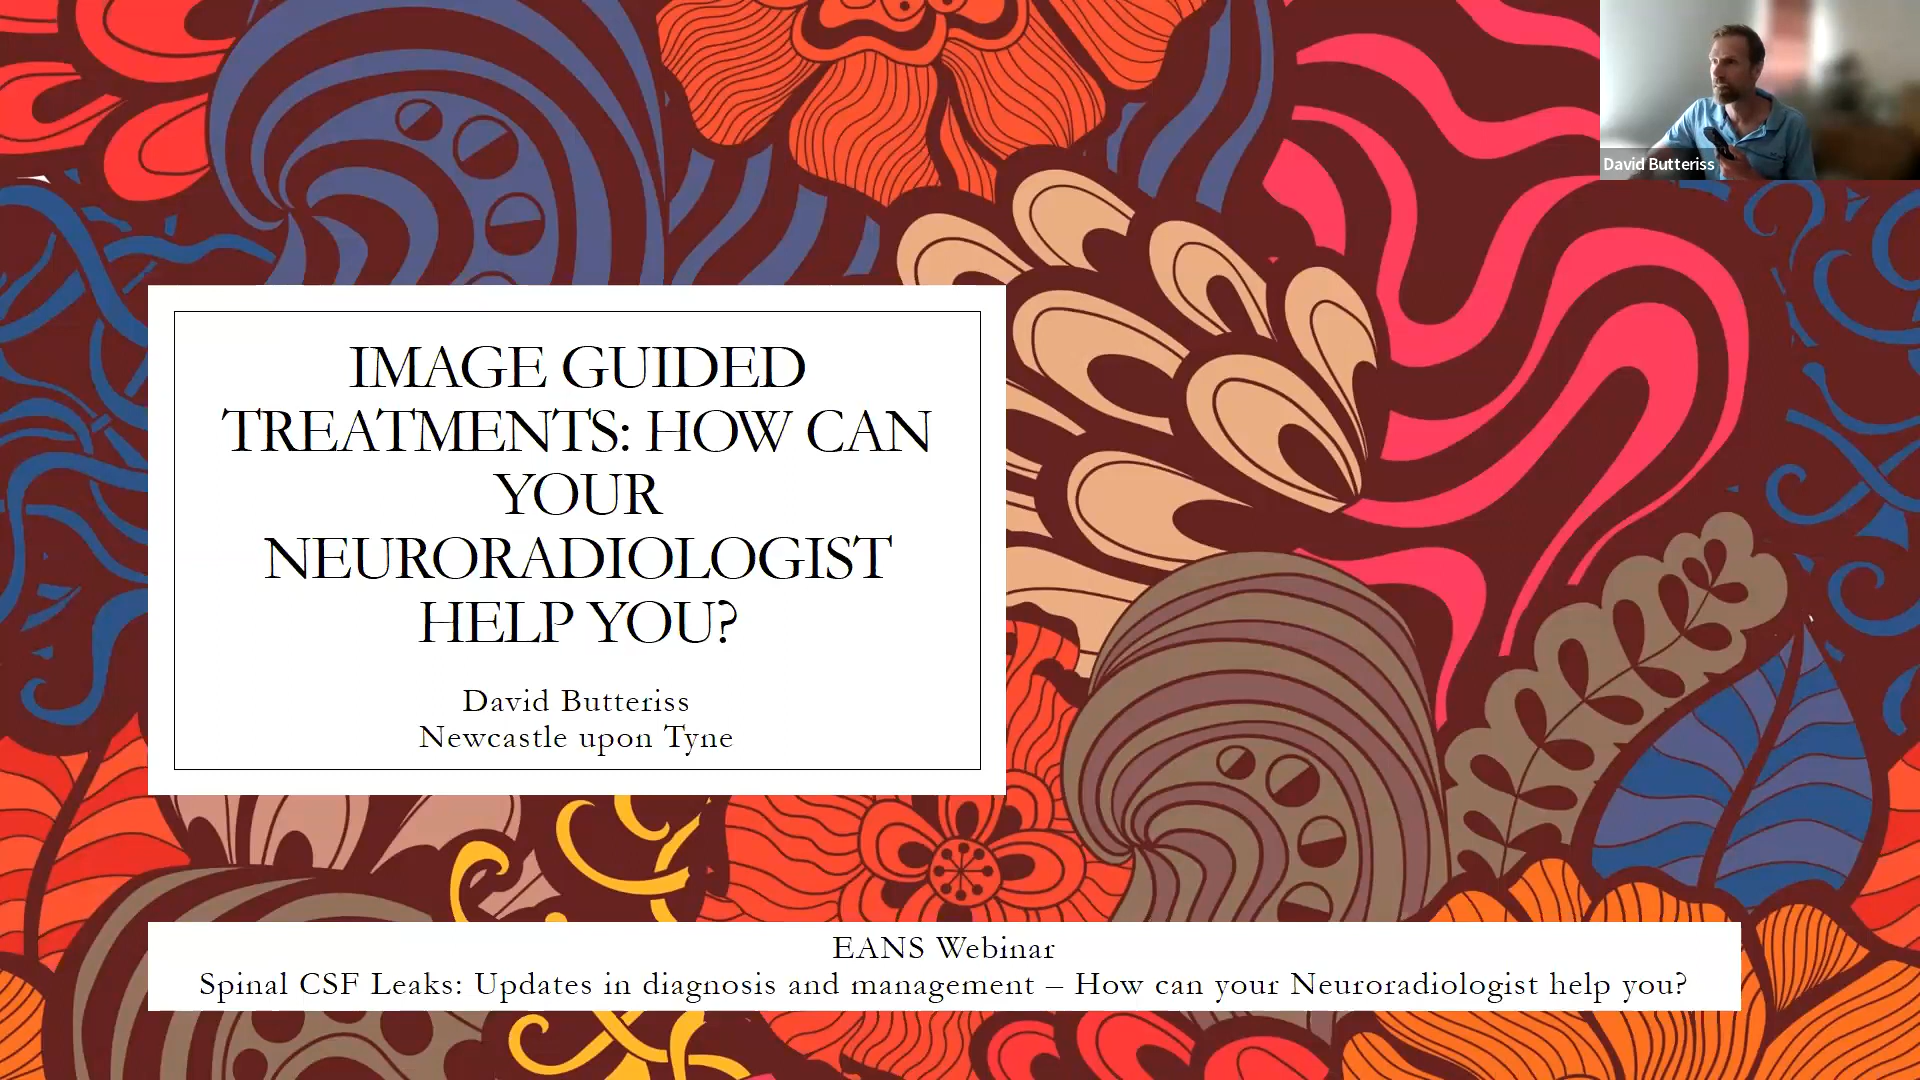 David Butteriss
IMAGE GUIDED
TREATMENTS: HOW CAN
YOUR
NEURORADIOLOGIST
HELP YOU?
David Butteriss
Newcastle upon Tyne
EANS Webinar
Spinal CSF Leaks: Updates in diagnosis and management – How can your Neuroradiologist help you?